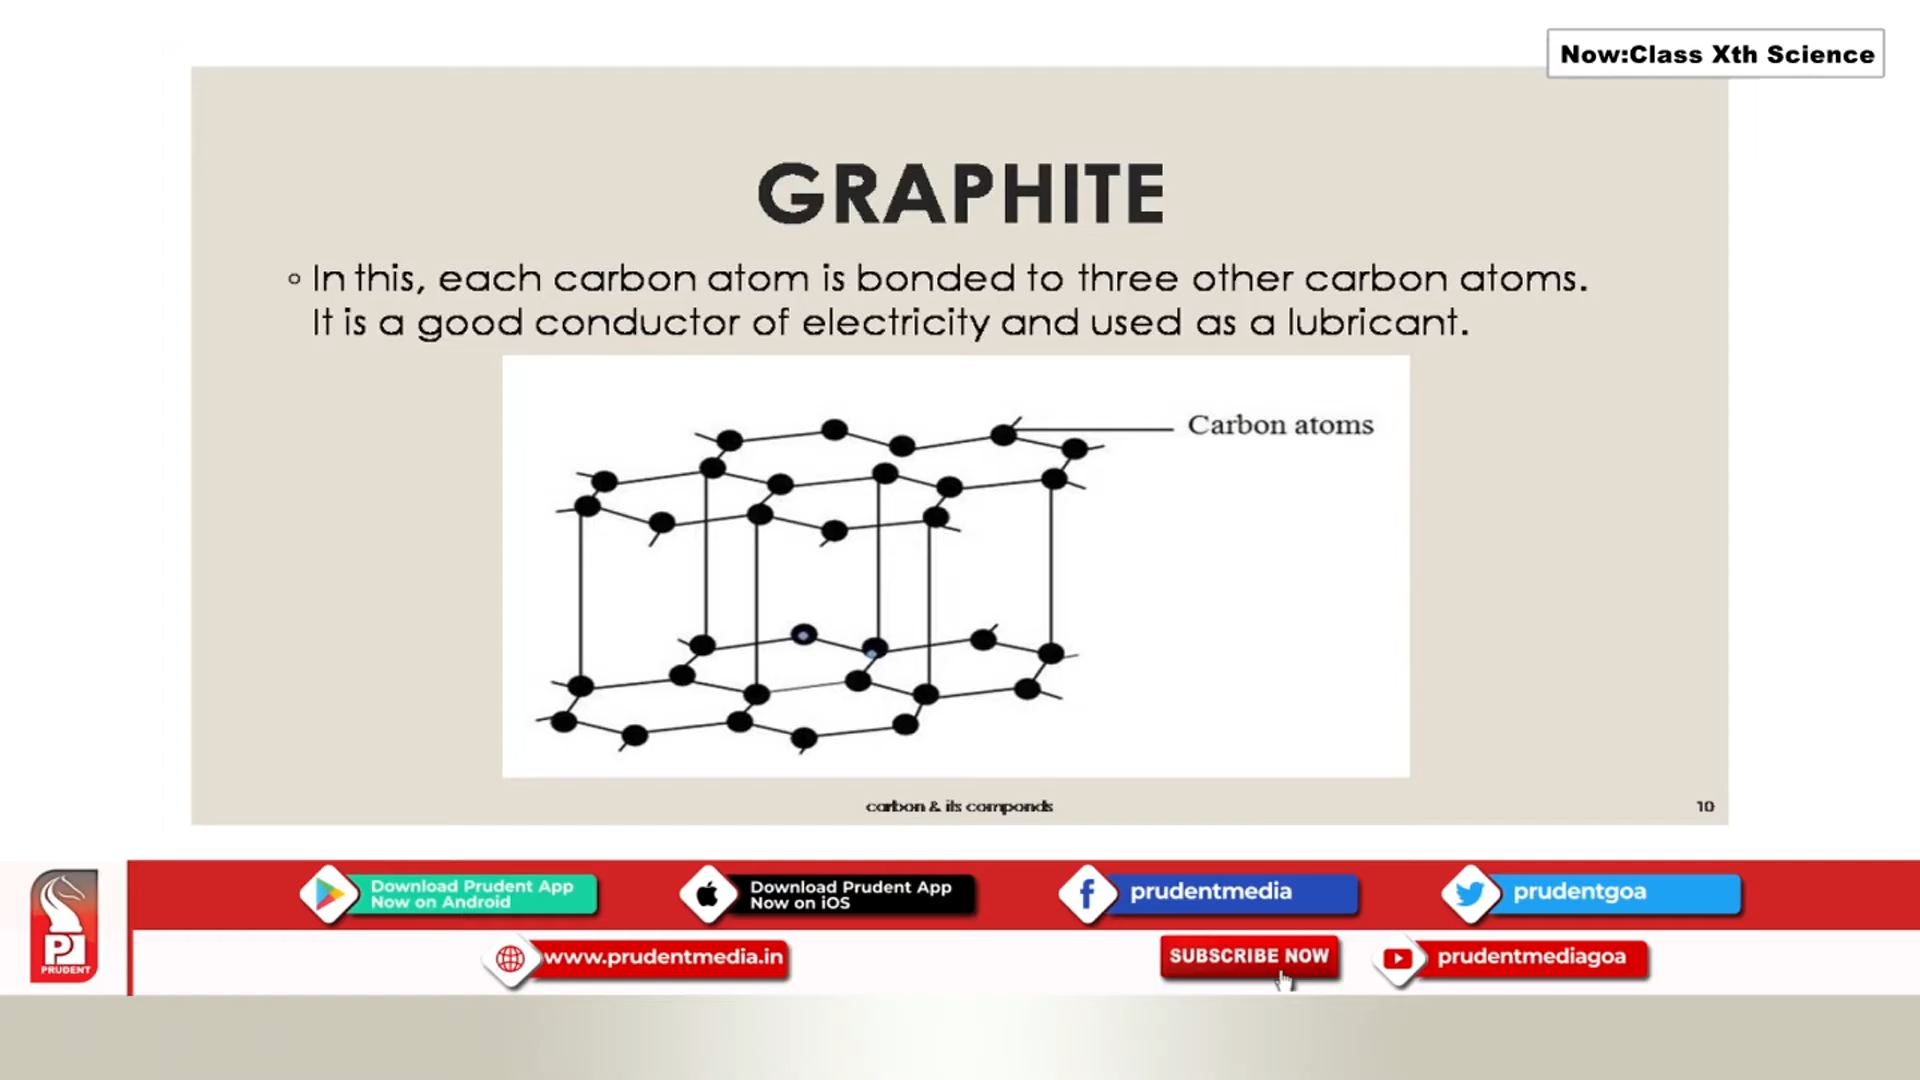 Now:Class Xth Science
GRAPHITE
In this, each carbon atom is bonded to three other carbon atoms.
It is a good conductor of electricity and used as a lubricant.
Carbon atoms
carbon & its componds
10
Download Prudent App
Now on Android
Download Prudent App
Now on iOS
prudentmedia
prudentgoa
PRUDENT
www.prudentmedia.in
SUBSCRIBE NOW
prudentmediagoa